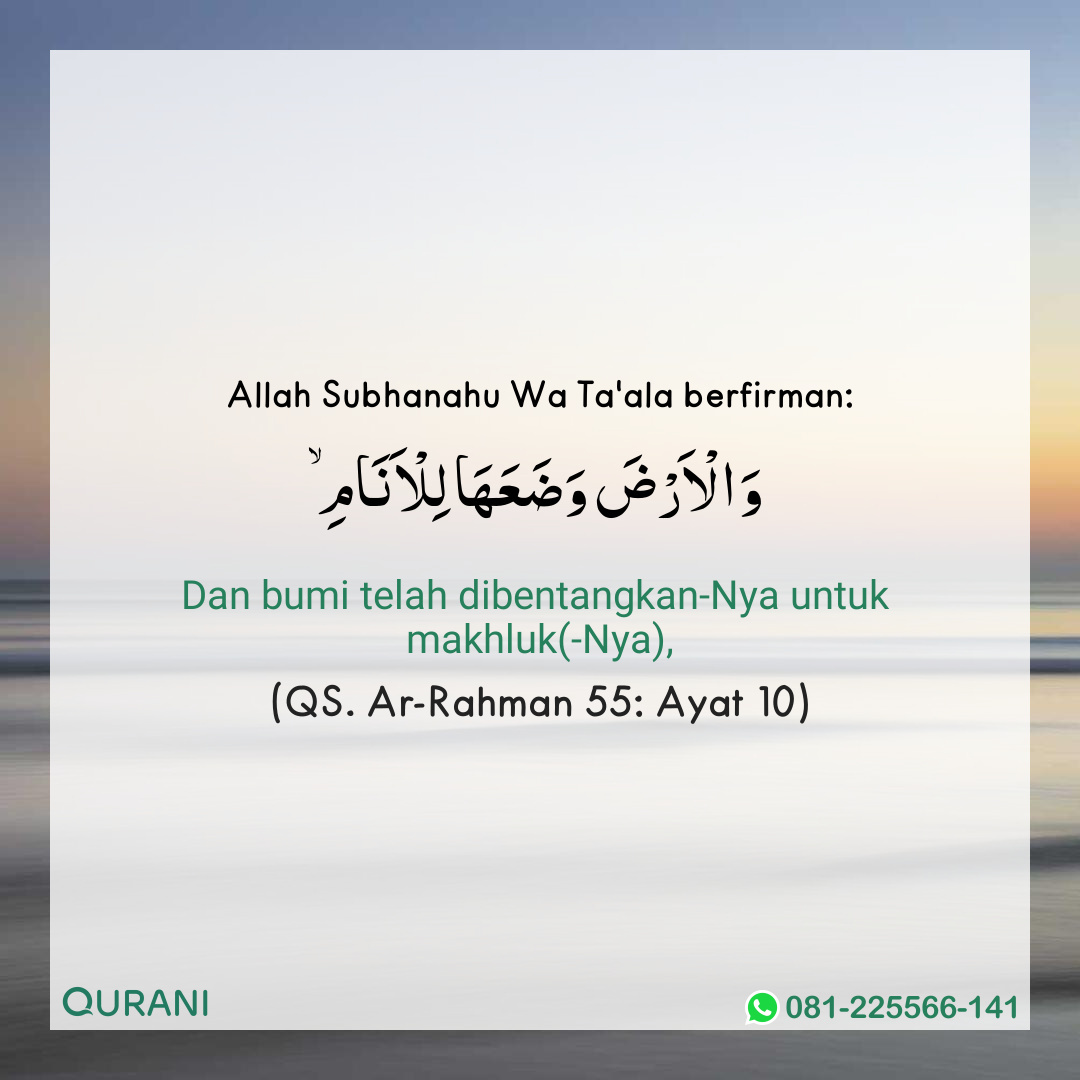 Allah Subhanahu Wa Ta'ala berfirman:
وَالْاَرْضَ وَضَعَهَا لِلْاَنَامِۙ
Dan bumi telah dibentangkan-Nya untuk
makhluk(-Nya),
(QS. Ar-Rahman 55: Ayat 10)
QURANI
081-225566-141